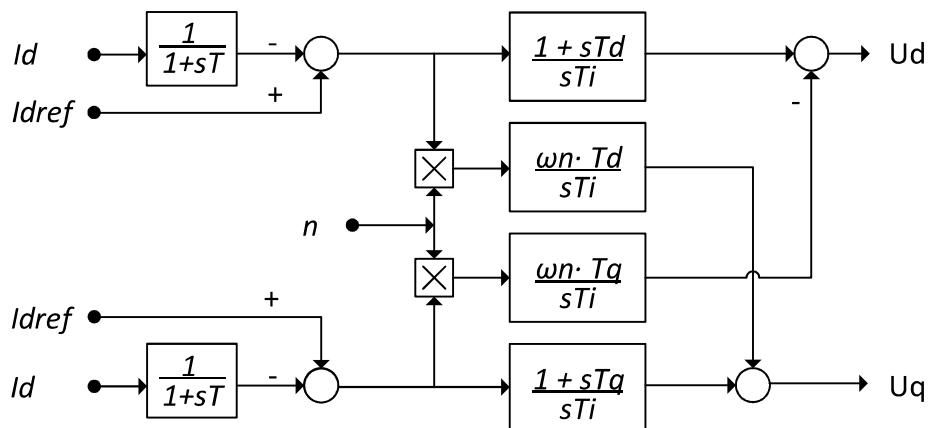 Id
1
1+sT
-
1 + sTd
sTi
Ud
Idref
+
-
ωn· Td
sTi
n
ωn· Tq
sTi
Idref
+
Id
1
1+sT
-
1 + sTq
sTi
Uq